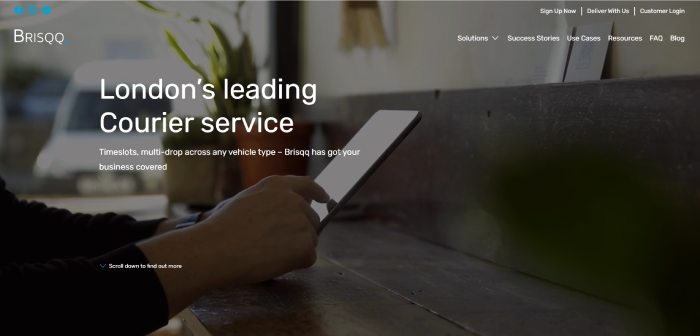 Sign Up Now | Deliver With Us | Customer Login
BRISQQ_
Solutions Success Stories Use Cases Resources FAQ Blog
London's leading
Courier service
Timeslots, multi-drop across any vehicle type – Brisqq has got your
business covered
Scroll down to find out more